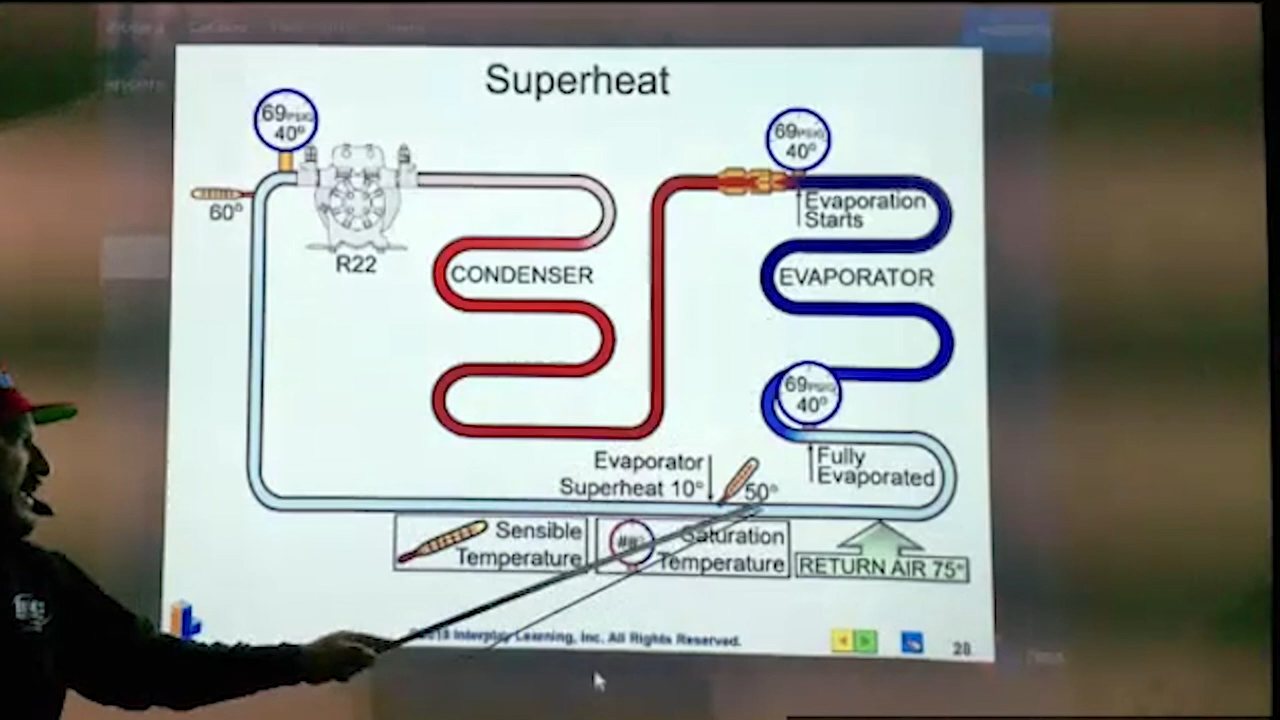 Superheat
69PSIG
40°
69PSIG
40°
60°
Evaporation
Starts
R22
CONDENSER
EVAPORATOR
69PSIG
40°
Evaporator
Superheat 10°
50°
Fully
Evaporated
Sensible
Temperature
##°
Saturation
Temperature
RETURN AIR 75°
Interplay Learning, Inc. All Rights Reserved.
28